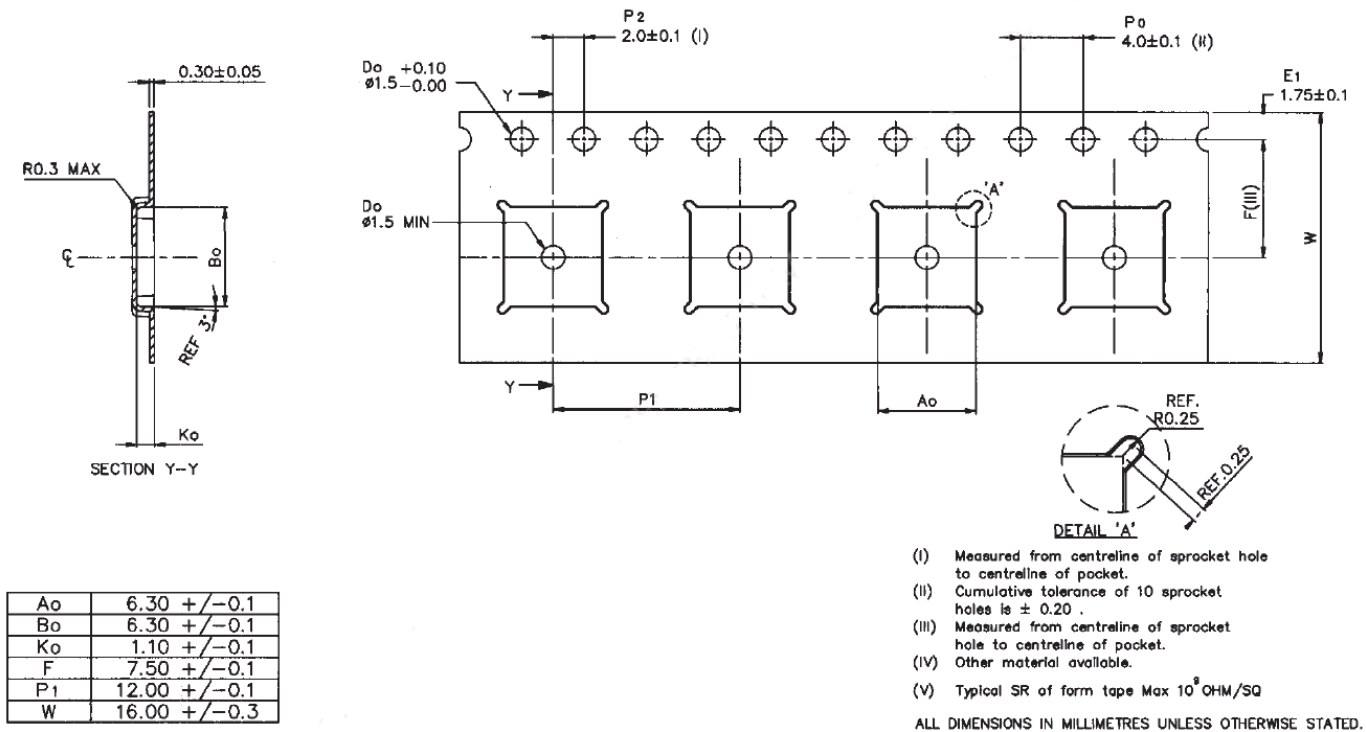 P2
2.0±0.1 (I)
Po
4.0±0.1 (II)
0.30±0.05
Do +0.10
ø1.5-0.00
Y
E1
1.75±0.1
R0.3 MAX
'A'
Do
ø1.5 MIN
F(III)
W
℄
Bo
REF 3°
Y
P1
Ao
Ko
SECTION Y-Y
REF.
R0.25
REF.0.25
DETAIL 'A'
(I) Measured from centreline of sprocket hole
to centreline of pocket.
(II) Cumulative tolerance of 10 sprocket
holes is ± 0.20 .
(III) Measured from centreline of sprocket
hole to centreline of pocket.
(IV) Other material available.
(V) Typical SR of form tape Max 10⁹ OHM/SQ
ALL DIMENSIONS IN MILLIMETRES UNLESS OTHERWISE STATED.
Ao 6.30 +/-0.1
Bo 6.30 +/-0.1
Ko 1.10 +/-0.1
F 7.50 +/-0.1
P1 12.00 +/-0.1
W 16.00 +/-0.3